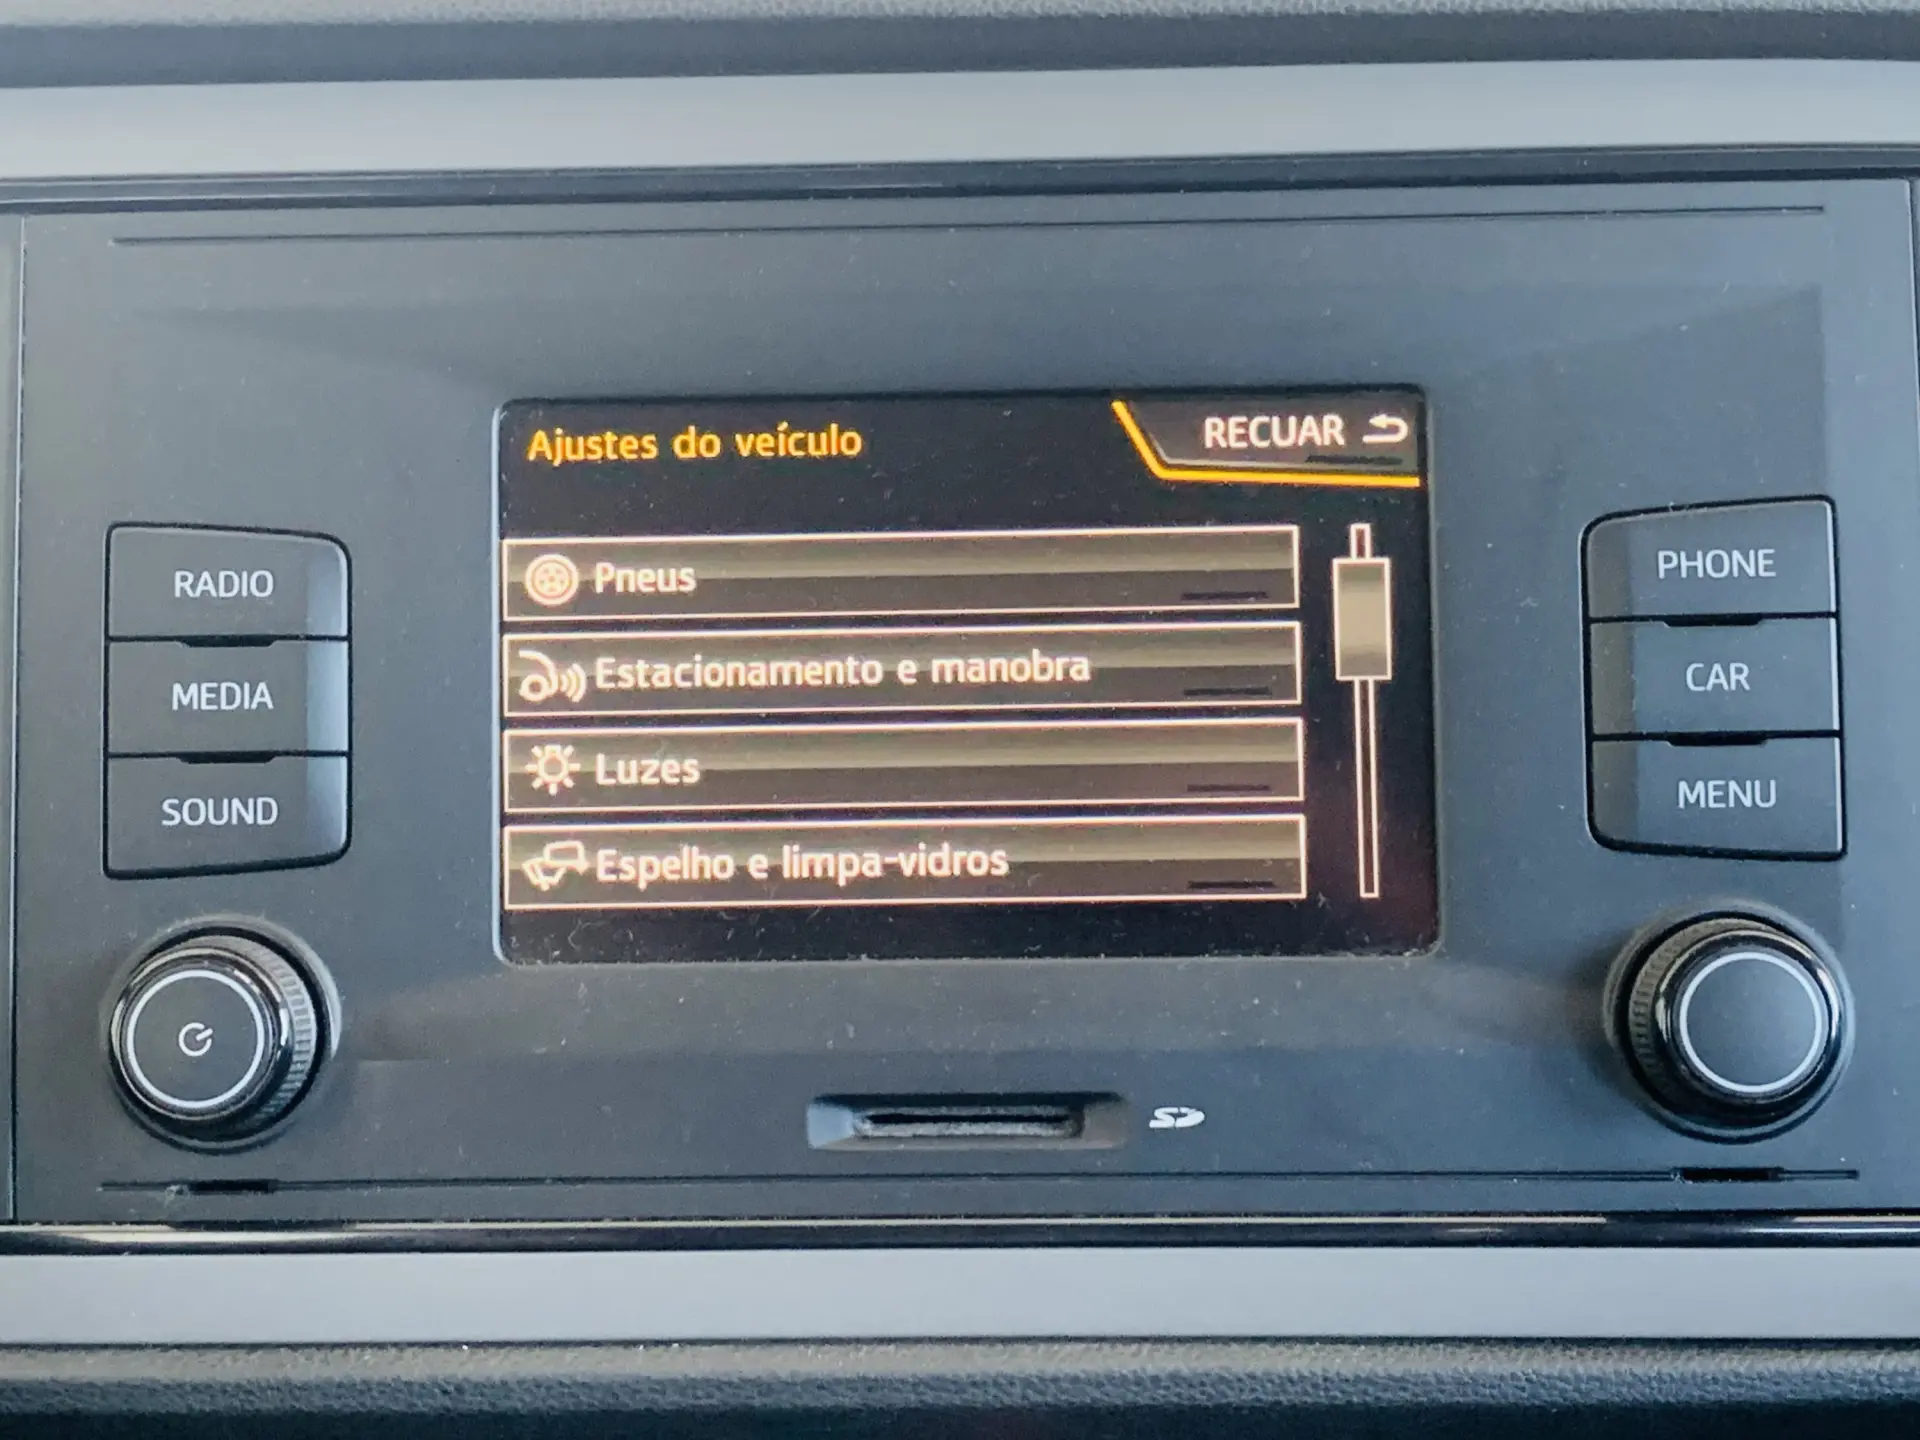 Ajustes do veículo
RECUAR
Pneus
Estacionamento e manobra
Luzes
Espelho e limpa-vidros
RADIO
MEDIA
SOUND
PHONE
CAR
MENU
SD